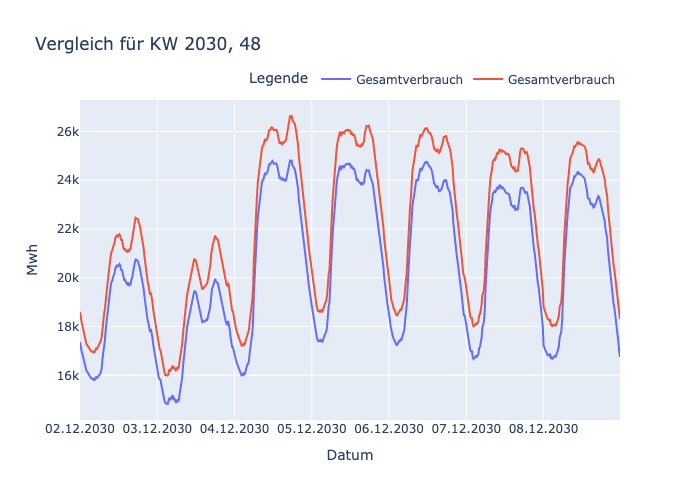 Vergleich für KW 2030, 48
Legende Gesamtverbrauch Gesamtverbrauch
26k
24k
22k
20k
18k
16k
Mwh
02.12.2030 03.12.2030 04.12.2030 05.12.2030 06.12.2030 07.12.2030 08.12.2030
Datum